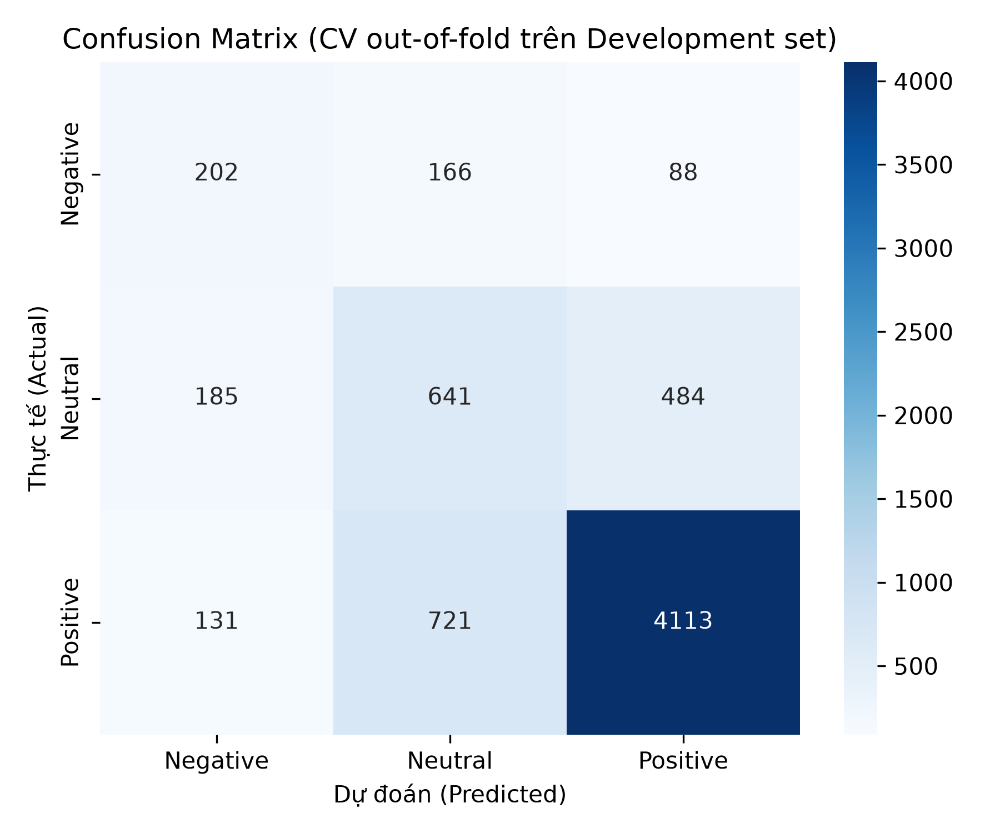 Confusion Matrix (CV out-of-fold trên Development set)
Thực tế (Actual)
Negative
202 166 88
Neutral
185 641 484
Positive
131 721 4113
Negative Neutral Positive
Dự đoán (Predicted)
4000
3500
3000
2500
2000
1500
1000
500